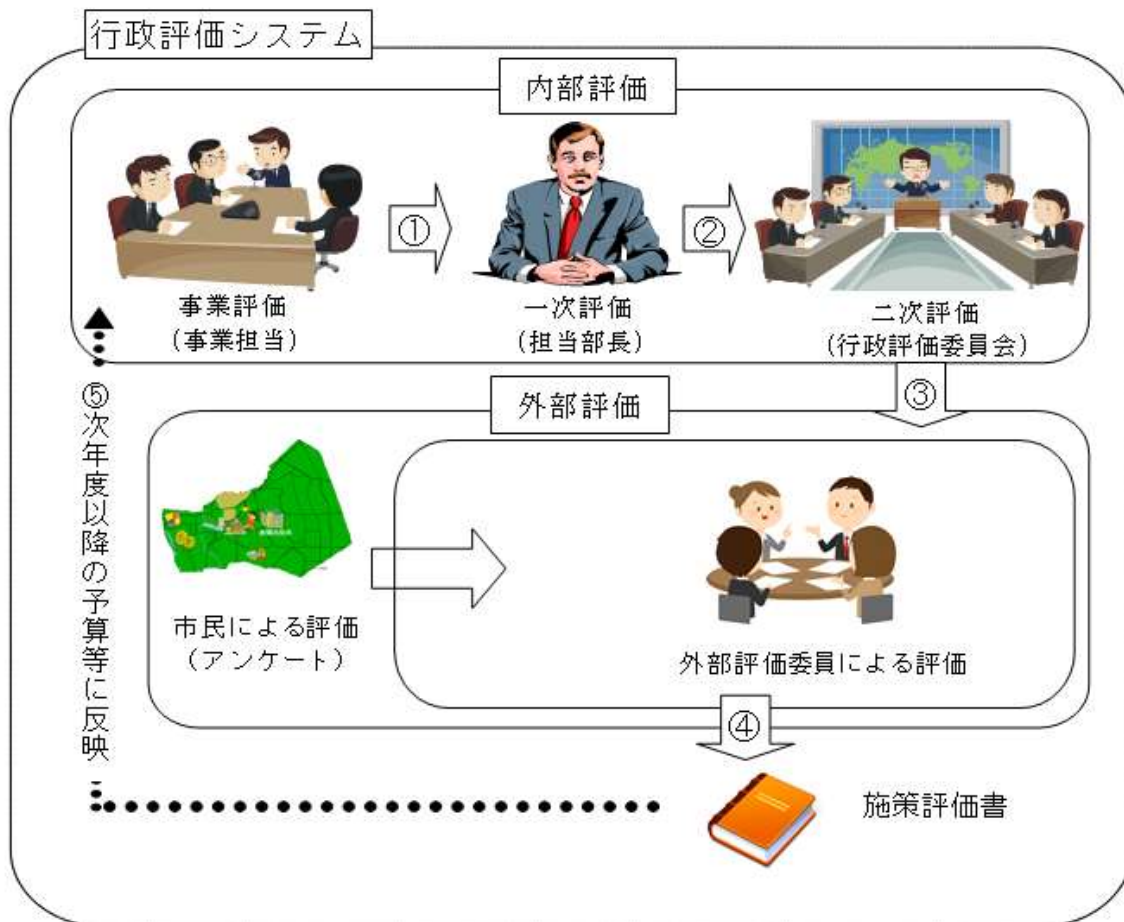 行政評価システム
内部評価
①
②
事業評価
(事業担当)
一次評価
(担当部長)
二次評価
(行政評価委員会)
③
外部評価
市民による評価
(アンケート)
外部評価委員による評価
④
⑤次年度以降の予算等に反映
施策評価書